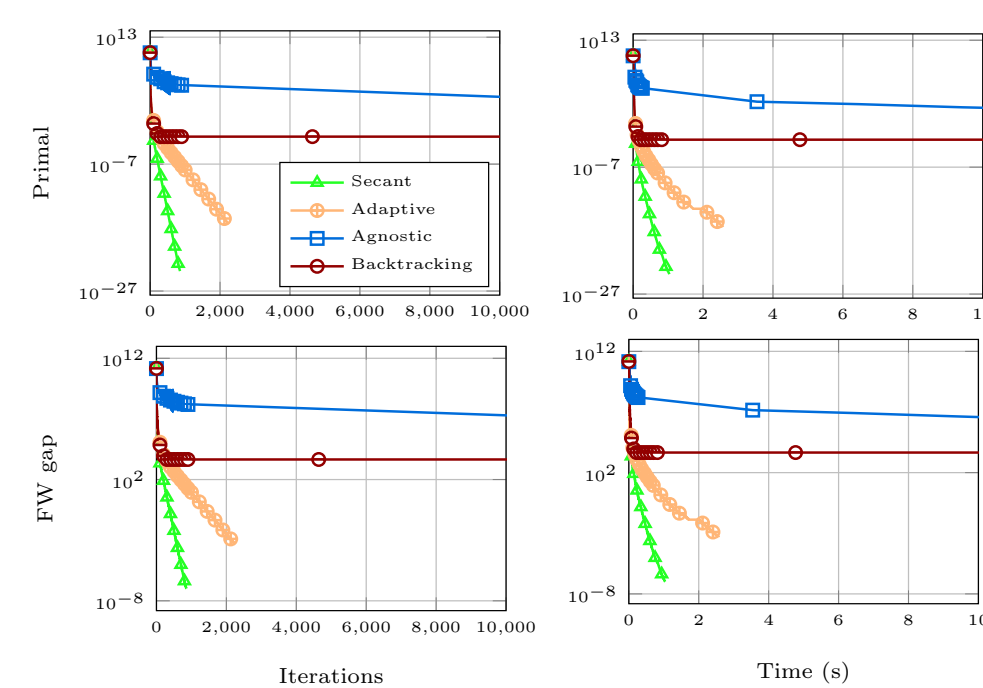 10^13
10^−7
10^−27
Primal
0 2,000 4,000 6,000 8,000 10,000
Secant
Adaptive
Agnostic
Backtracking
10^13
10^−7
10^−27
0 2 4 6 8 10
10^12
10^2
10^−8
FW gap
0 2,000 4,000 6,000 8,000 10,000
Iterations
10^12
10^2
10^−8
0 2 4 6 8 10
Time (s)